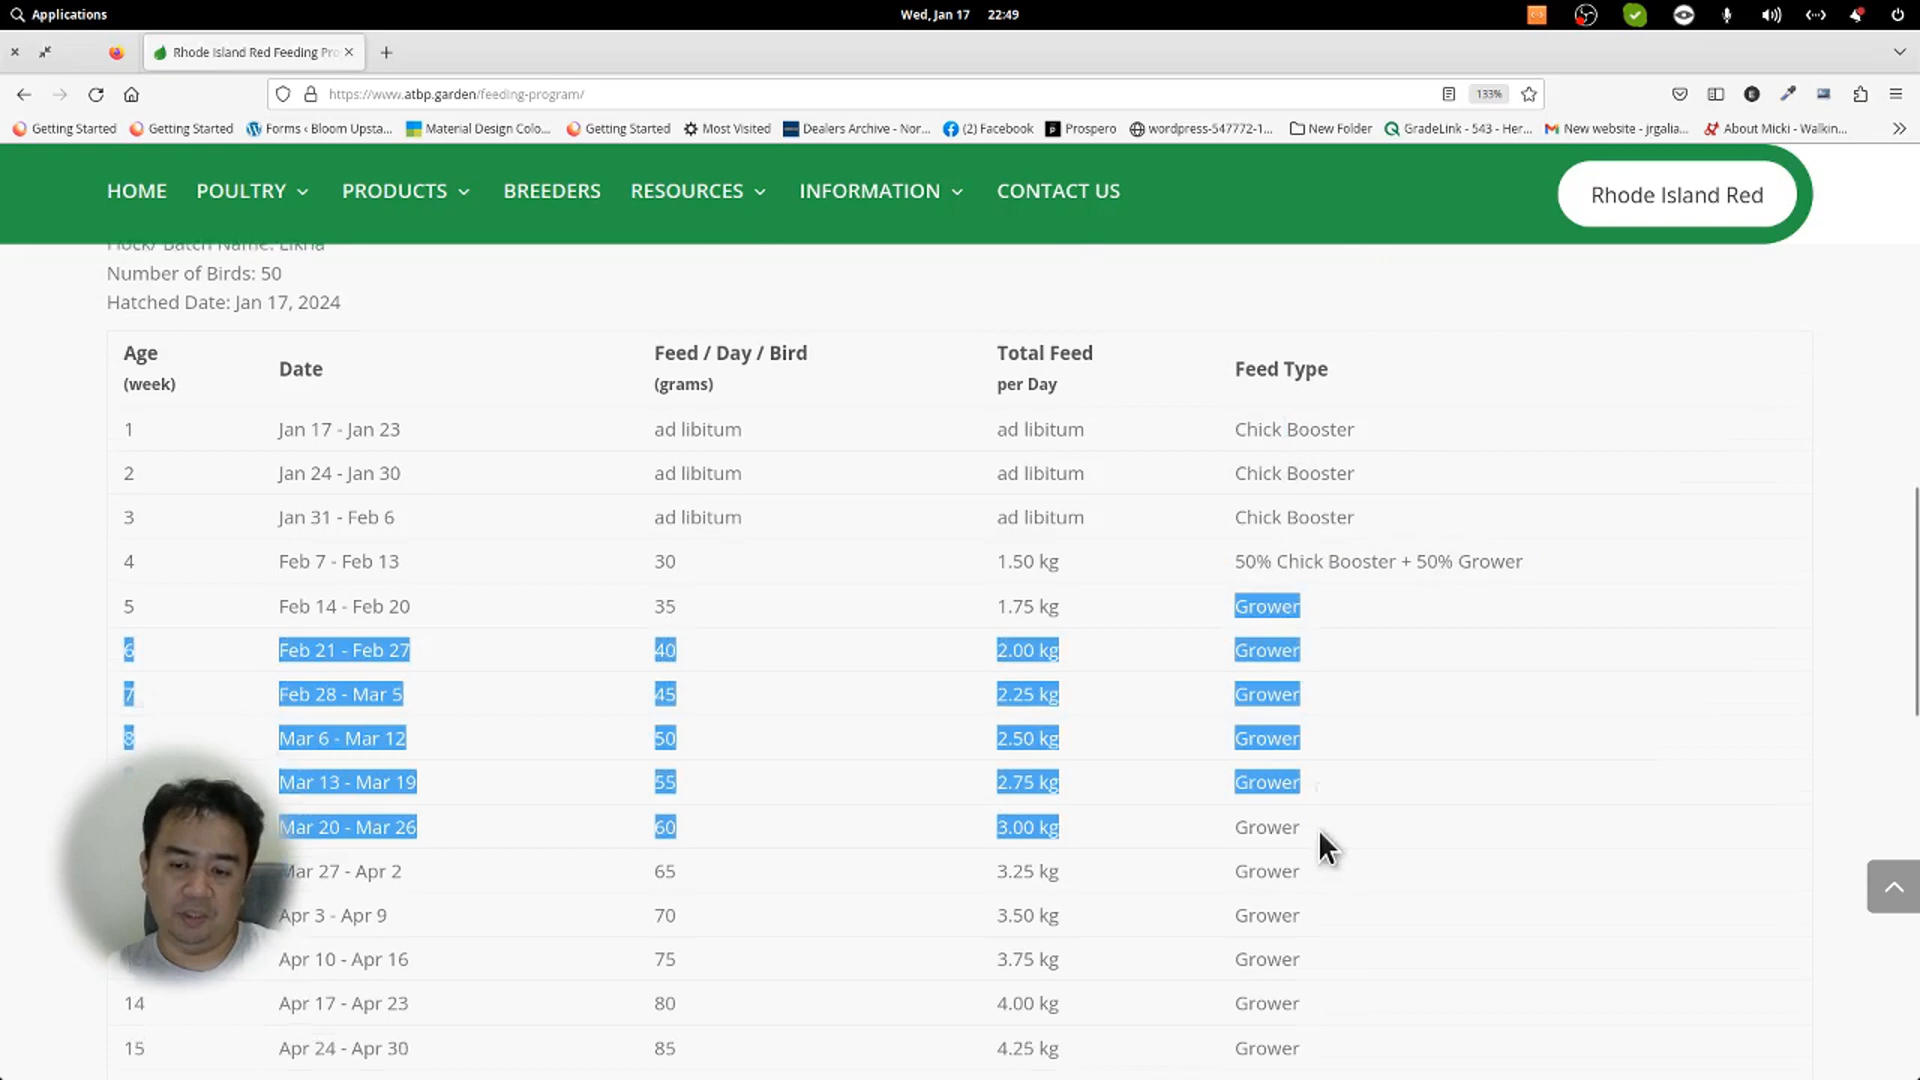 Applications
Wed, Jan 17 22:49
Rhode Island Red Feeding Pro
https://www.atbp.garden/feeding-program/
133%
Getting Started
Getting Started
Forms ‹ Bloom Upsta...
Material Design Colo...
Getting Started
Most Visited
Dealers Archive - Nor...
(2) Facebook
Prospero
wordpress-547772-1...
New Folder
GradeLink - 543 - Her...
New website - jrgalia...
About Micki - Walkin...
HOME POULTRY PRODUCTS BREEDERS RESOURCES INFORMATION CONTACT US
Rhode Island Red
Flock/ Batch Name: Likha
Number of Birds: 50
Hatched Date: Jan 17, 2024
Age (week) Date Feed / Day / Bird (grams) Total Feed per Day Feed Type
1 Jan 17 - Jan 23 ad libitum ad libitum Chick Booster
2 Jan 24 - Jan 30 ad libitum ad libitum Chick Booster
3 Jan 31 - Feb 6 ad libitum ad libitum Chick Booster
4 Feb 7 - Feb 13 30 1.50 kg 50% Chick Booster + 50% Grower
5 Feb 14 - Feb 20 35 1.75 kg Grower
6 Feb 21 - Feb 27 40 2.00 kg Grower
7 Feb 28 - Mar 5 45 2.25 kg Grower
8 Mar 6 - Mar 12 50 2.50 kg Grower
Mar 13 - Mar 19 55 2.75 kg Grower
Mar 20 - Mar 26 60 3.00 kg Grower
Mar 27 - Apr 2 65 3.25 kg Grower
Apr 3 - Apr 9 70 3.50 kg Grower
Apr 10 - Apr 16 75 3.75 kg Grower
14 Apr 17 - Apr 23 80 4.00 kg Grower
15 Apr 24 - Apr 30 85 4.25 kg Grower